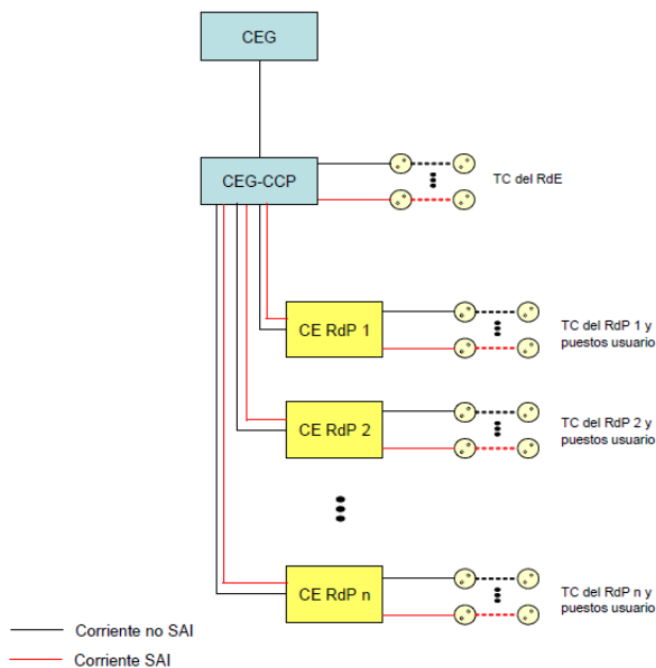 CEG
CEG-CCP
TC del RdE
CE RdP 1
TC del RdP 1 y
puestos usuario
CE RdP 2
TC del RdP 2 y
puestos usuario
CE RdP n
TC del RdP n y
puestos usuario
Corriente no SAI
Corriente SAI